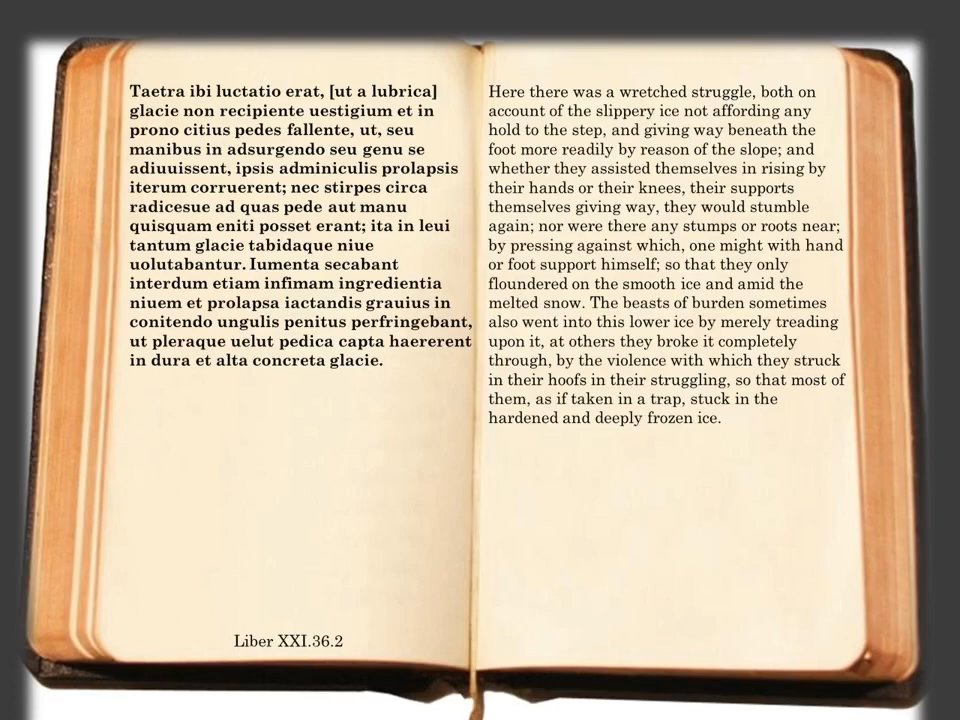 Taetra ibi luctatio erat, [ut a lubrica]
glacie non recipiente uestigium et in
prono citius pedes fallente, ut, seu
manibus in adsurgendo seu genu se
adiuuissent, ipsis adminiculis prolapsis
iterum corruerent; nec stirpes circa
radicesue ad quas pede aut manu
quisquam eniti posset erant; ita in leui
tantum glacie tabidaque niue
uolutabantur. Iumenta secabant
interdum etiam infimam ingredientia
niuem et prolapsa iactandis grauius in
conitendo ungulis penitus perfringebant,
ut pleraque uelut pedica capta haererent
in dura et alta concreta glacie.
Liber XXI.36.2
Here there was a wretched struggle, both on
account of the slippery ice not affording any
hold to the step, and giving way beneath the
foot more readily by reason of the slope; and
whether they assisted themselves in rising by
their hands or their knees, their supports
themselves giving way, they would stumble
again; nor were there any stumps or roots near;
by pressing against which, one might with hand
or foot support himself; so that they only
floundered on the smooth ice and amid the
melted snow. The beasts of burden sometimes
also went into this lower ice by merely treading
upon it, at others they broke it completely
through, by the violence with which they struck
in their hoofs in their struggling, so that most of
them, as if taken in a trap, stuck in the
hardened and deeply frozen ice.